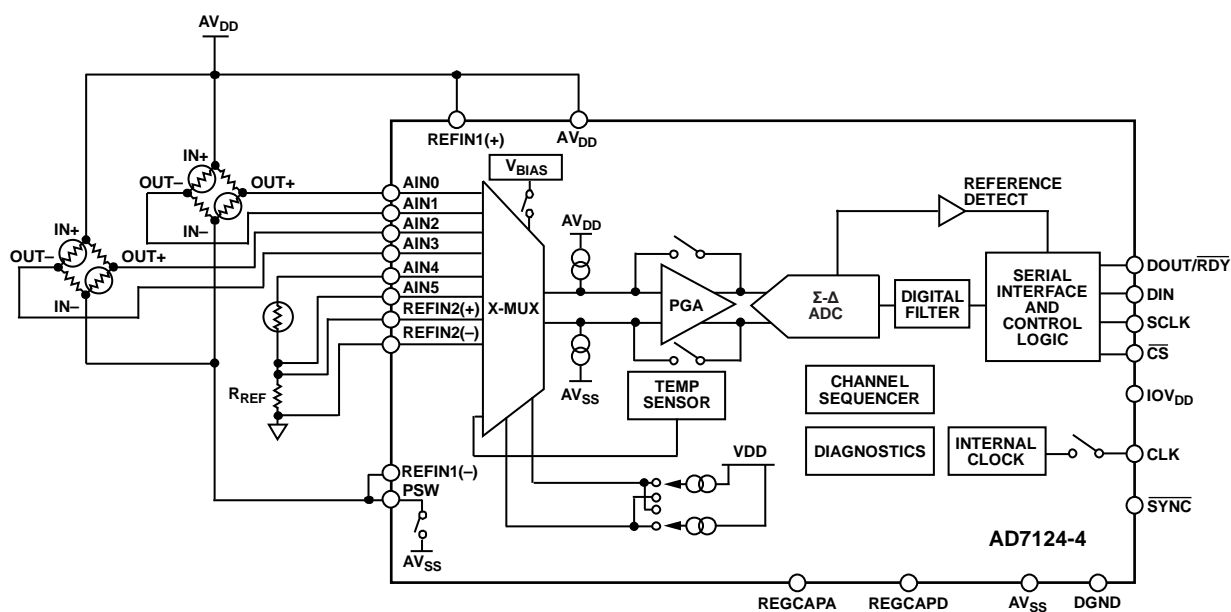 AVDD
REFIN1(+)
AVDD
IN+
OUT–
OUT+
IN–
IN+
OUT–
OUT+
IN–
RREF
AIN0
AIN1
AIN2
AIN3
AIN4
AIN5
REFIN2(+)
REFIN2(–)
REFIN1(–)
PSW
AVSS
VBIAS
X-MUX
AVDD
AVSS
PGA
TEMP
SENSOR
VDD
Σ-Δ
ADC
REFERENCE
DETECT
DIGITAL
FILTER
SERIAL
INTERFACE
AND
CONTROL
LOGIC
CHANNEL
SEQUENCER
DIAGNOSTICS
INTERNAL
CLOCK
DOUT/RDY
DIN
SCLK
CS
IOVDD
CLK
SYNC
AD7124-4
REGCAPA
REGCAPD
AVSS
DGND